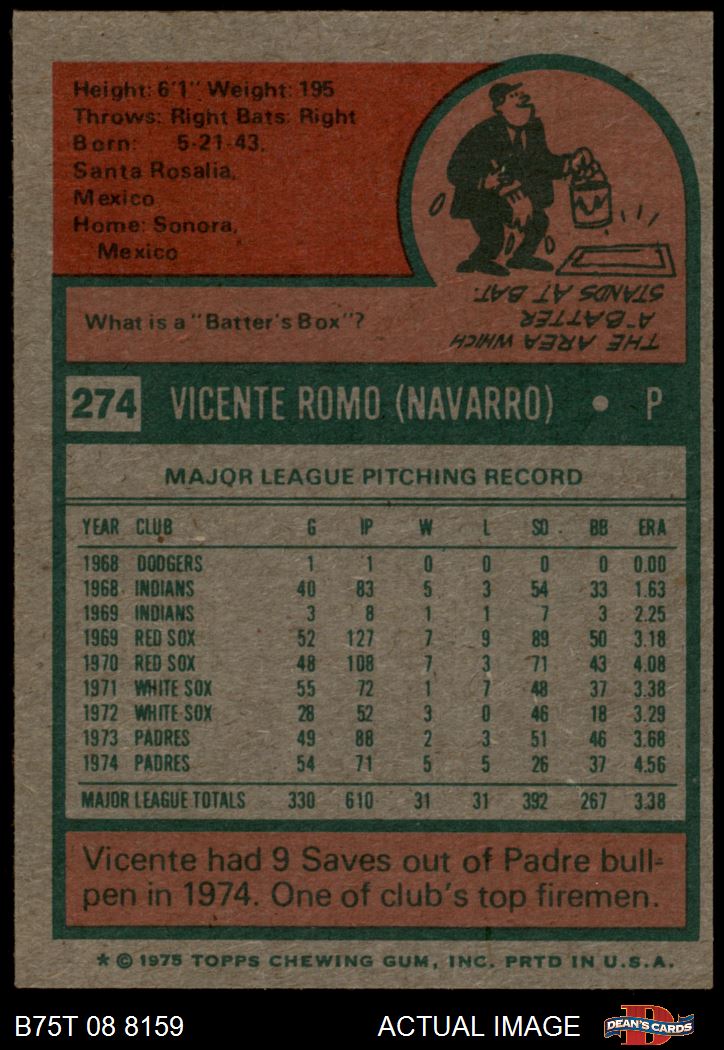 Height: 6'1" Weight: 195
Throws: Right Bats: Right
Born: 5-21-43,
Santa Rosalia,
Mexico
Home: Sonora,
Mexico
What is a "Batter's Box"?
THE AREA WHICH
A "BATTER
STANDS AT BAT.
274 VICENTE ROMO (NAVARRO) • P
MAJOR LEAGUE PITCHING RECORD
YEAR CLUB G IP W L SO BB ERA
1968 DODGERS 1 1 0 0 0 0 0.00
1968 INDIANS 40 83 5 3 54 33 1.63
1969 INDIANS 3 8 1 1 7 3 2.25
1969 RED SOX 52 127 7 9 89 50 3.18
1970 RED SOX 48 108 7 3 71 43 4.08
1971 WHITE SOX 55 72 1 7 48 37 3.38
1972 WHITE SOX 28 52 3 0 46 18 3.29
1973 PADRES 49 88 2 3 51 46 3.68
1974 PADRES 54 71 5 5 26 37 4.56
MAJOR LEAGUE TOTALS 330 610 31 31 392 267 3.38
Vicente had 9 Saves out of Padre bull-
pen in 1974. One of club's top firemen.
* © 1975 TOPPS CHEWING GUM, INC. PRTD IN U.S.A.
B75T 08 8159 ACTUAL IMAGE D DEAN'S CARDS